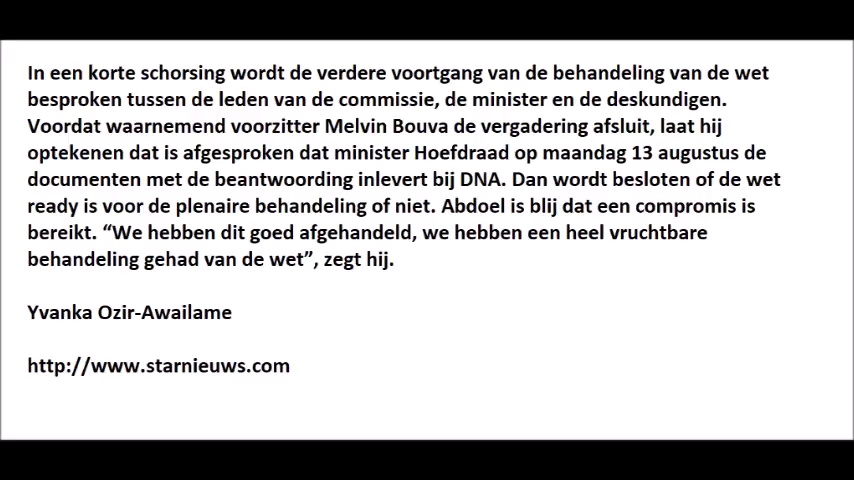 In een korte schorsing wordt de verdere voortgang van de behandeling van de wet
besproken tussen de leden van de commissie, de minister en de deskundigen.
Voordat waarnemend voorzitter Melvin Bouva de vergadering afsluit, laat hij
optekenen dat is afgesproken dat minister Hoefdraad op maandag 13 augustus de
documenten met de beantwoording inlevert bij DNA. Dan wordt besloten of de wet
ready is voor de plenaire behandeling of niet. Abdoel is blij dat een compromis is
bereikt. “We hebben dit goed afgehandeld, we hebben een heel vruchtbare
behandeling gehad van de wet”, zegt hij.
Yvanka Ozir-Awailame
http://www.starnieuws.com